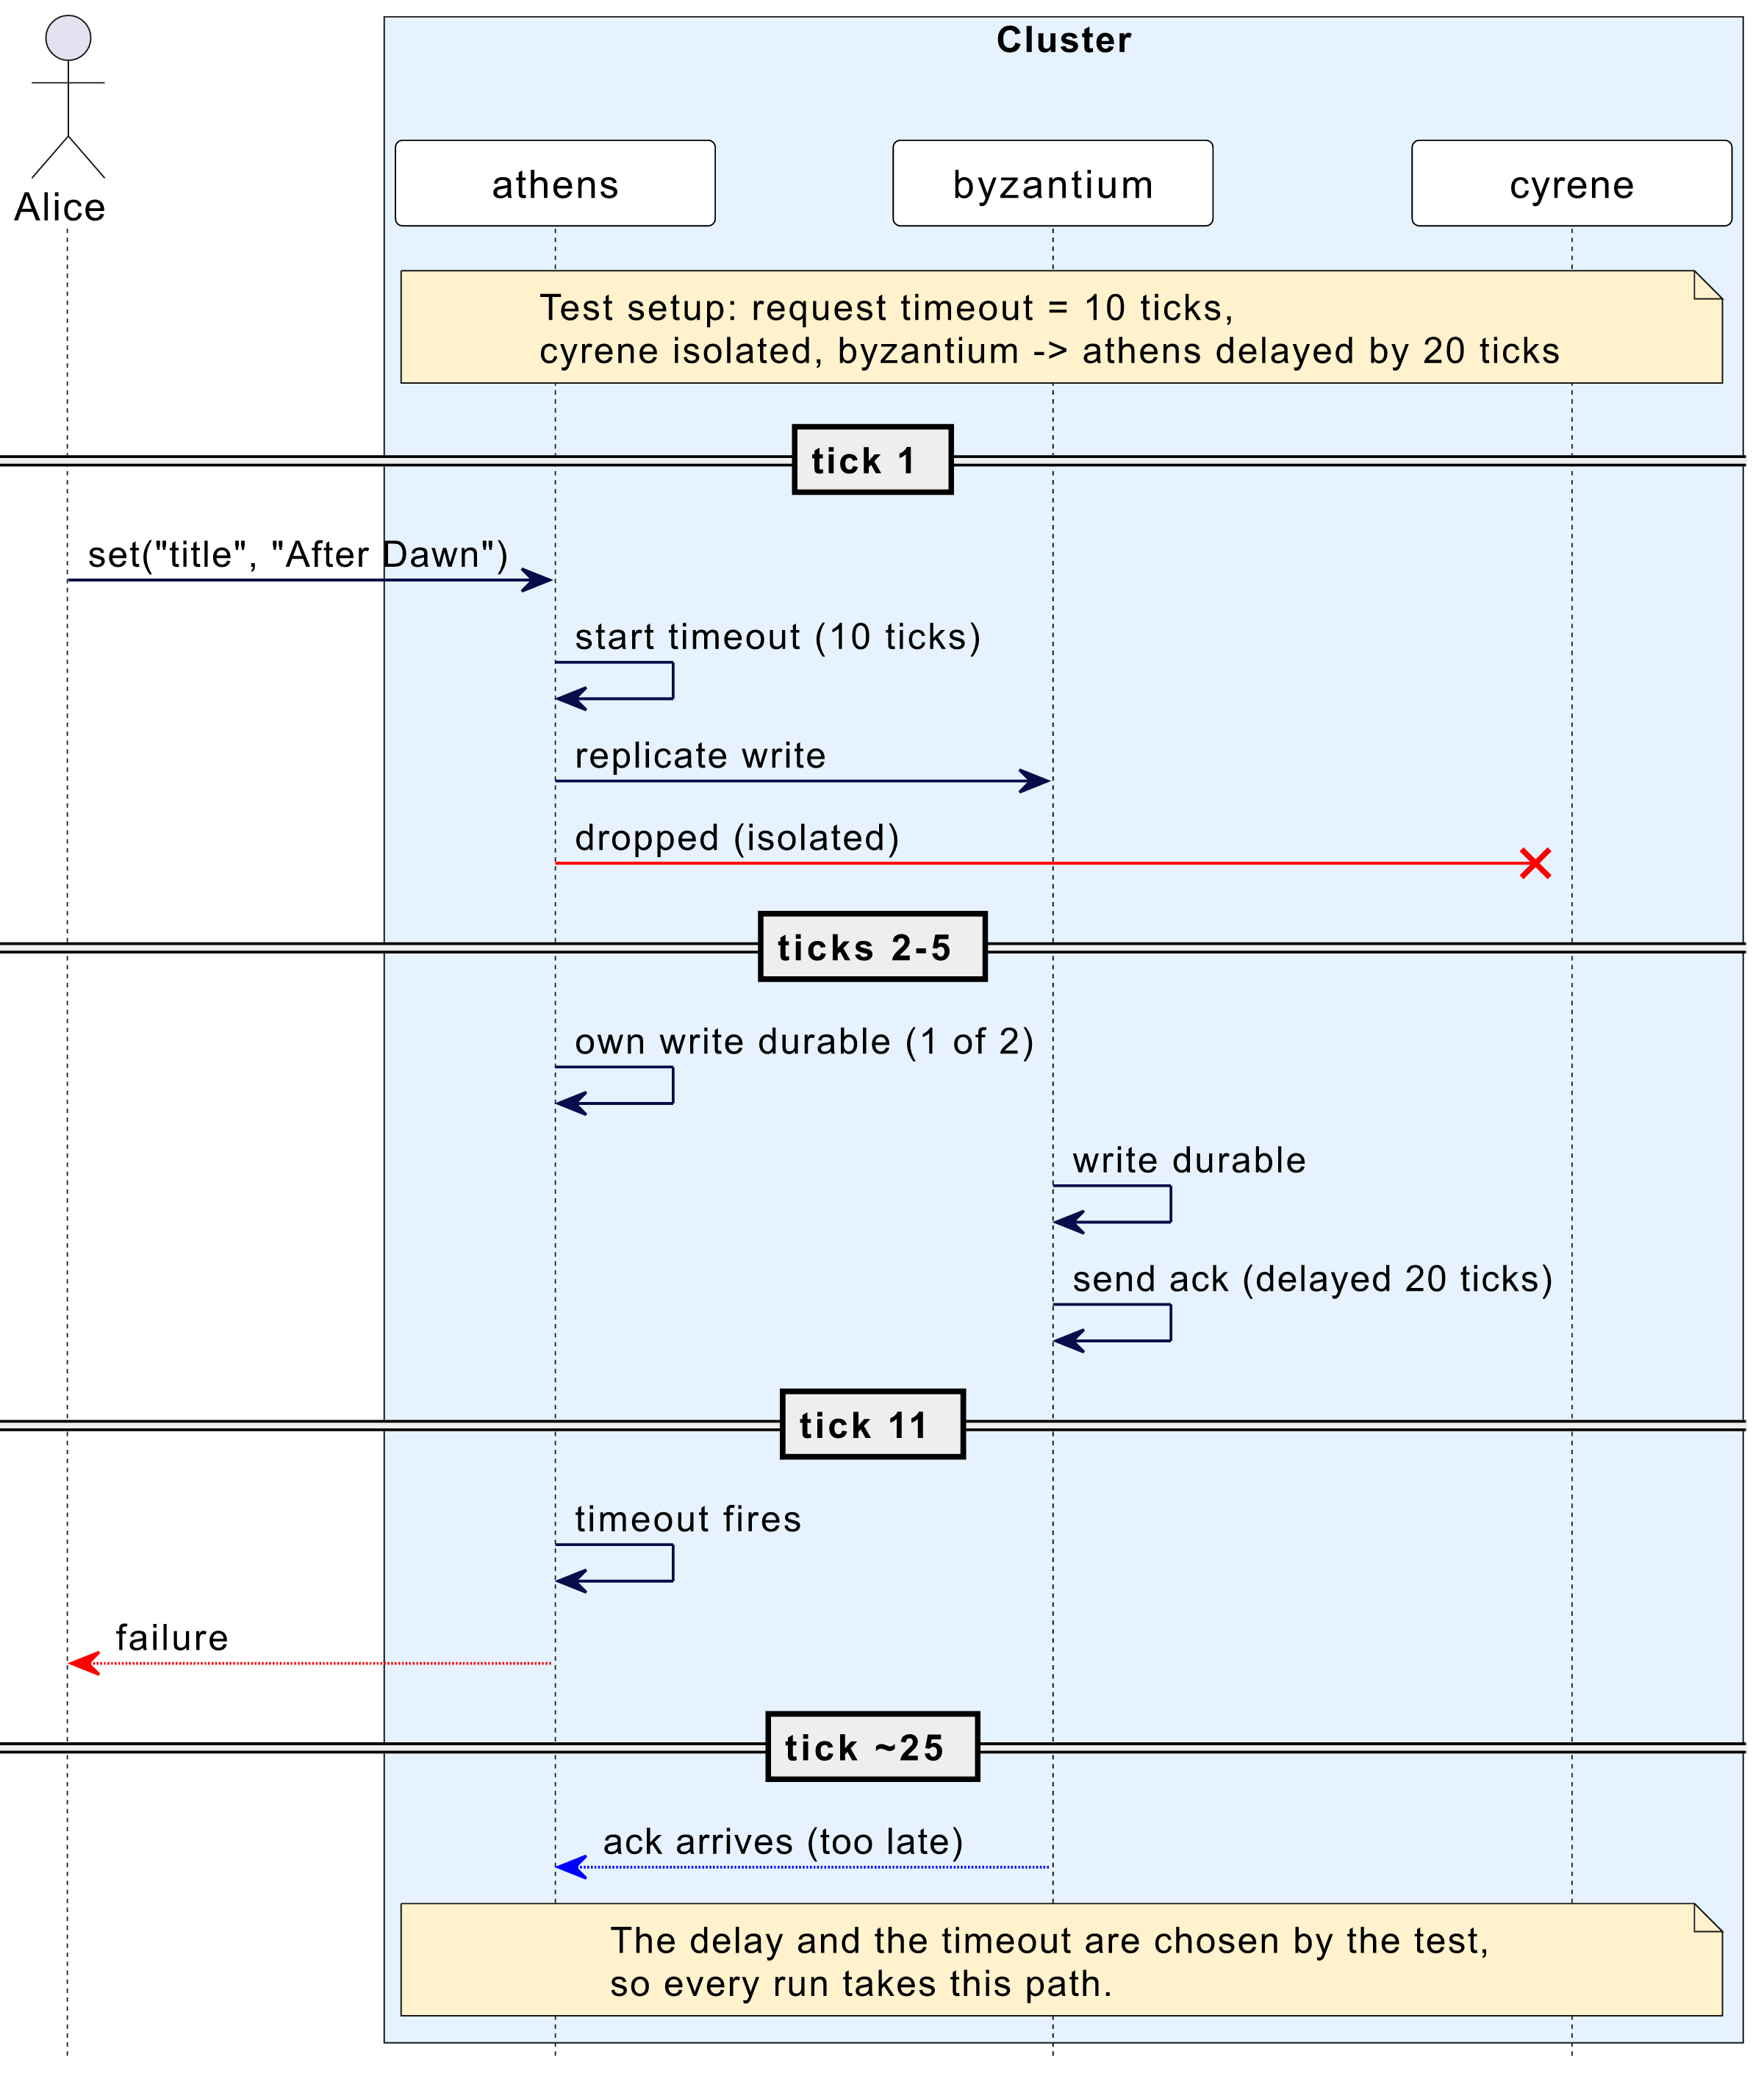 Cluster
Alice
athens
byzantium
cyrene
Test setup: request timeout = 10 ticks,
cyrene isolated, byzantium -> athens delayed by 20 ticks
tick 1
set("title", "After Dawn")
start timeout (10 ticks)
replicate write
dropped (isolated)
ticks 2-5
own write durable (1 of 2)
write durable
send ack (delayed 20 ticks)
tick 11
timeout fires
failure
tick ~25
ack arrives (too late)
The delay and the timeout are chosen by the test,
so every run takes this path.